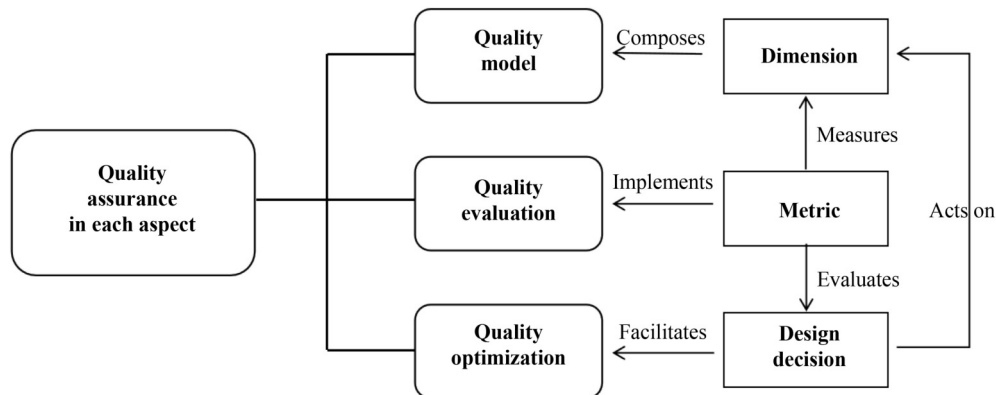 Quality
model
Composes
Dimension
Measures
Quality
assurance
in each aspect
Quality
evaluation
Implements
Metric
Acts on
Evaluates
Quality
optimization
Facilitates
Design
decision